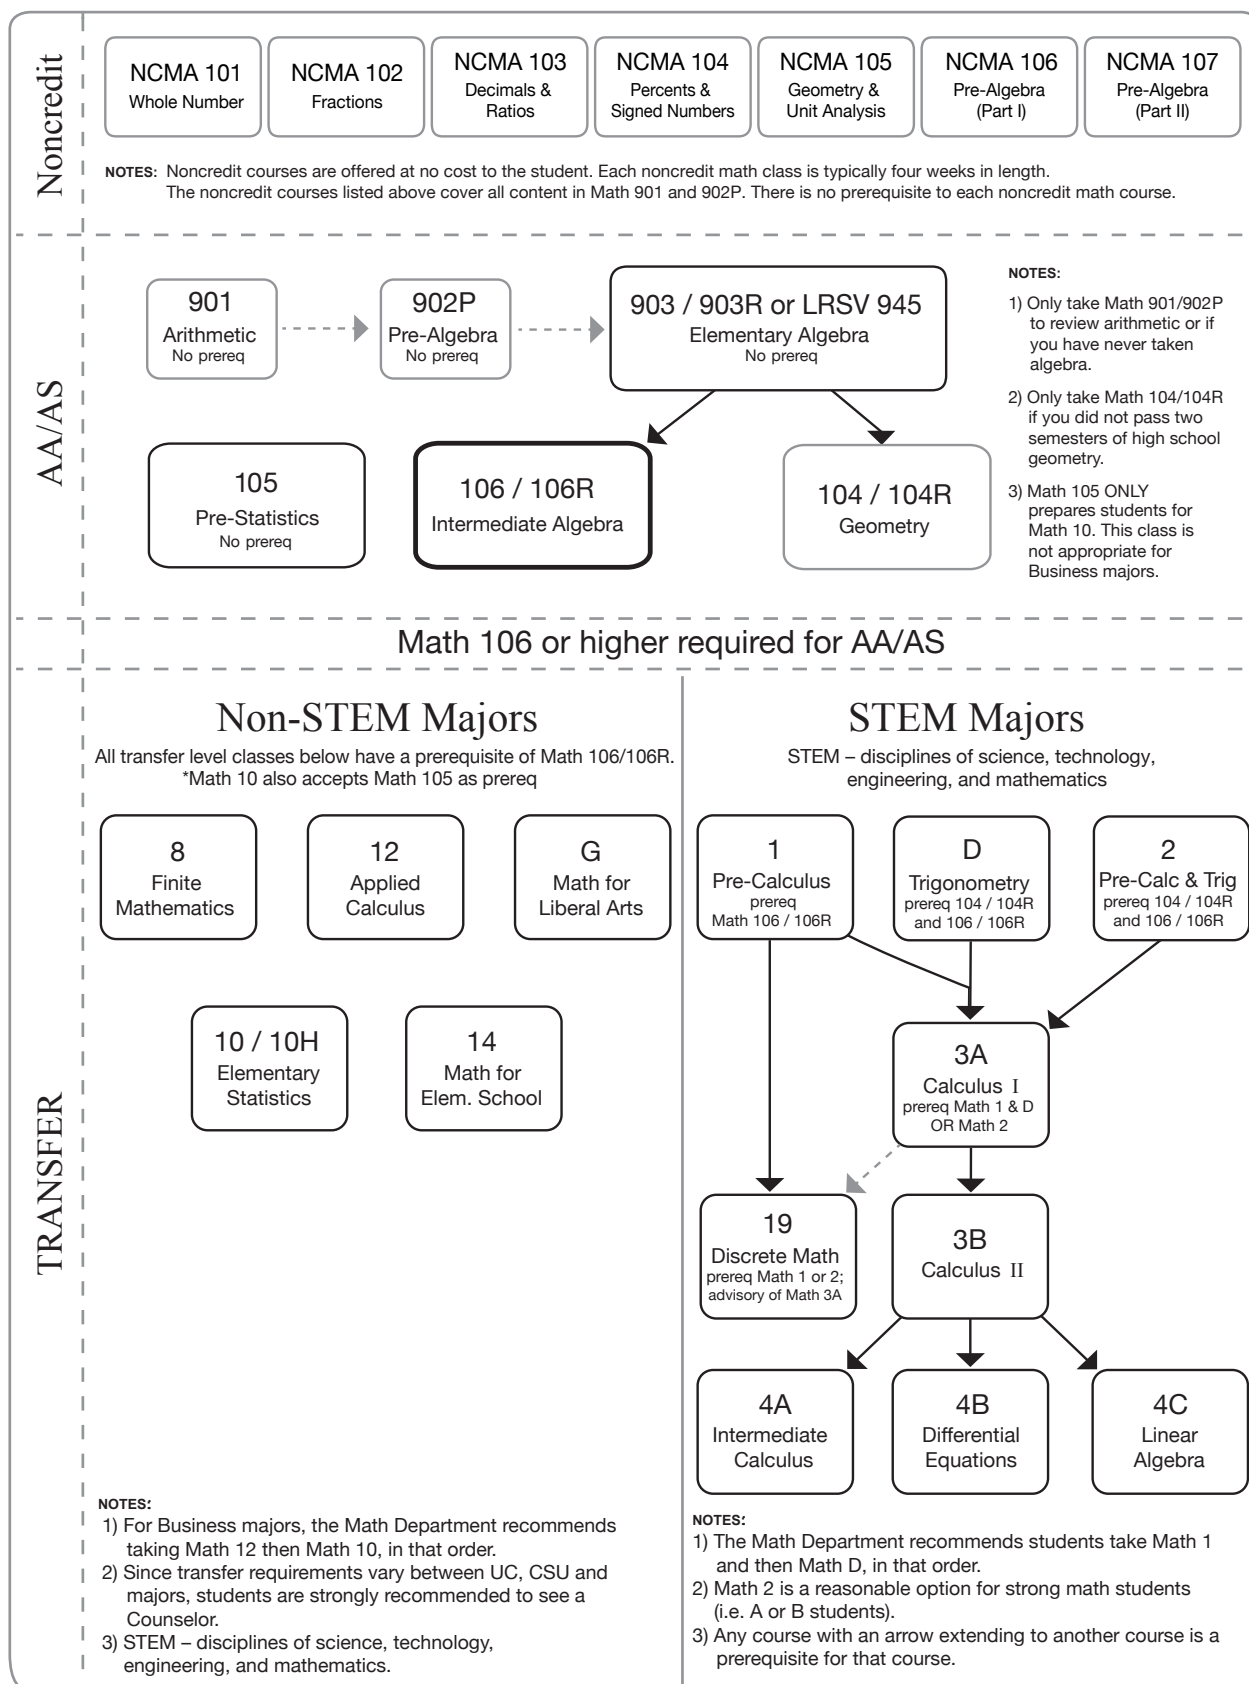 Noncredit
NCMA 101
Whole Number
NCMA 102
Fractions
NCMA 103
Decimals &
Ratios
NCMA 104
Percents &
Signed Numbers
NCMA 105
Geometry &
Unit Analysis
NCMA 106
Pre-Algebra
(Part I)
NCMA 107
Pre-Algebra
(Part II)
NOTES: Noncredit courses are offered at no cost to the student. Each noncredit math class is typically four weeks in length.
The noncredit courses listed above cover all content in Math 901 and 902P. There is no prerequisite to each noncredit math course.
AA/AS
901
Arithmetic
No prereq
902P
Pre-Algebra
No prereq
903 / 903R or LRSV 945
Elementary Algebra
No prereq
105
Pre-Statistics
No prereq
106 / 106R
Intermediate Algebra
104 / 104R
Geometry
NOTES:
1) Only take Math 901/902P
to review arithmetic or if
you have never taken
algebra.
2) Only take Math 104/104R
if you did not pass two
semesters of high school
geometry.
3) Math 105 ONLY
prepares students for
Math 10. This class is
not appropriate for
Business majors.
Math 106 or higher required for AA/AS
TRANSFER
Non-STEM Majors
All transfer level classes below have a prerequisite of Math 106/106R.
*Math 10 also accepts Math 105 as prereq
8
Finite
Mathematics
12
Applied
Calculus
G
Math for
Liberal Arts
10 / 10H
Elementary
Statistics
14
Math for
Elem. School
NOTES:
1) For Business majors, the Math Department recommends
taking Math 12 then Math 10, in that order.
2) Since transfer requirements vary between UC, CSU and
majors, students are strongly recommended to see a
Counselor.
3) STEM – disciplines of science, technology,
engineering, and mathematics.
STEM Majors
STEM – disciplines of science, technology,
engineering, and mathematics
1
Pre-Calculus
prereq
Math 106 / 106R
D
Trigonometry
prereq 104 / 104R
and 106 / 106R
2
Pre-Calc & Trig
prereq 104 / 104R
and 106 / 106R
3A
Calculus I
prereq Math 1 & D
OR Math 2
19
Discrete Math
prereq Math 1 or 2;
advisory of Math 3A
3B
Calculus II
4A
Intermediate
Calculus
4B
Differential
Equations
4C
Linear
Algebra
NOTES:
1) The Math Department recommends students take Math 1
and then Math D, in that order.
2) Math 2 is a reasonable option for strong math students
(i.e. A or B students).
3) Any course with an arrow extending to another course is a
prerequisite for that course.